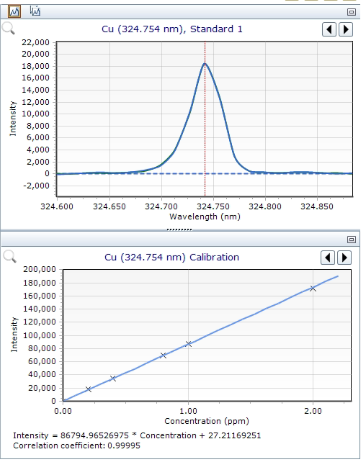 Cu (324.754 nm), Standard 1
22,000
20,000
18,000
16,000
14,000
12,000
10,000
8,000
6,000
4,000
2,000
0
-2,000
Intensity
324.600 324.650 324.700 324.750 324.800 324.850
Wavelength (nm)
Cu (324.754 nm) Calibration
200,000
180,000
160,000
140,000
120,000
100,000
80,000
60,000
40,000
20,000
0
Intensity
0.00 1.00 2.00
Concentration (ppm)
Intensity = 86794.96526975 * Concentration + 27.21169251
Correlation coefficient: 0.99995